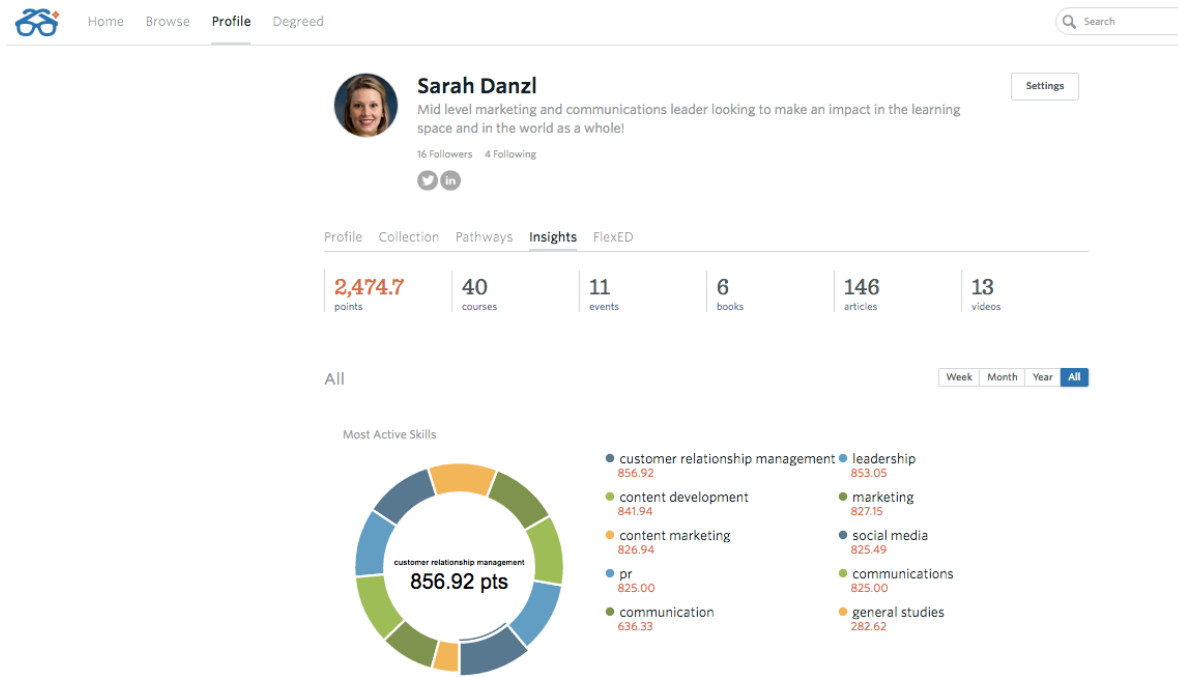 Home Browse Profile Degreed
Search
Sarah Danzl
Settings
Mid level marketing and communications leader looking to make an impact in the learning
space and in the world as a whole!
16 Followers 4 Following
in
Profile Collection Pathways Insights FlexED
2,474.7 40 11 6 146 13
points courses events books articles videos
All
Week Month Year All
Most Active Skills
customer relationship management leadership
856.92 853.05
content development marketing
841.94 827.15
content marketing social media
826.94 825.49
pr communications
825.00 825.00
communication general studies
636.33 282.62
customer relationship management
856.92 pts